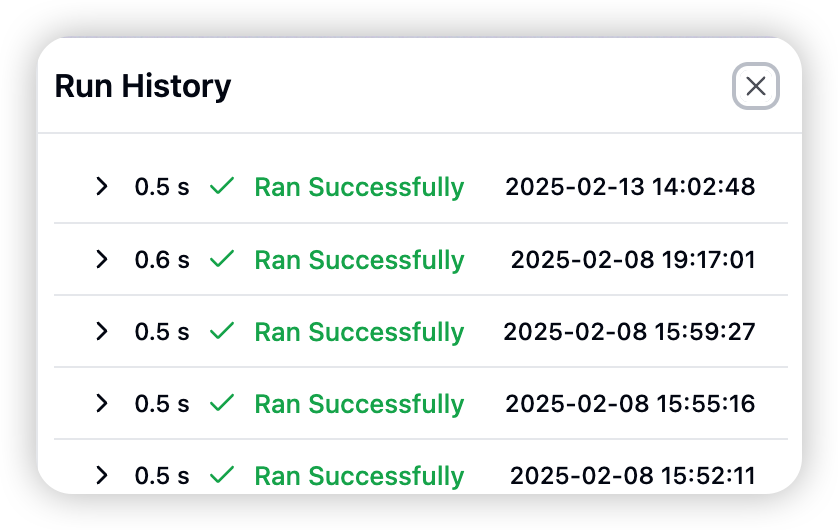 Run History
0.5 s Ran Successfully 2025-02-13 14:02:48
0.6 s Ran Successfully 2025-02-08 19:17:01
0.5 s Ran Successfully 2025-02-08 15:59:27
0.5 s Ran Successfully 2025-02-08 15:55:16
0.5 s Ran Successfully 2025-02-08 15:52:11